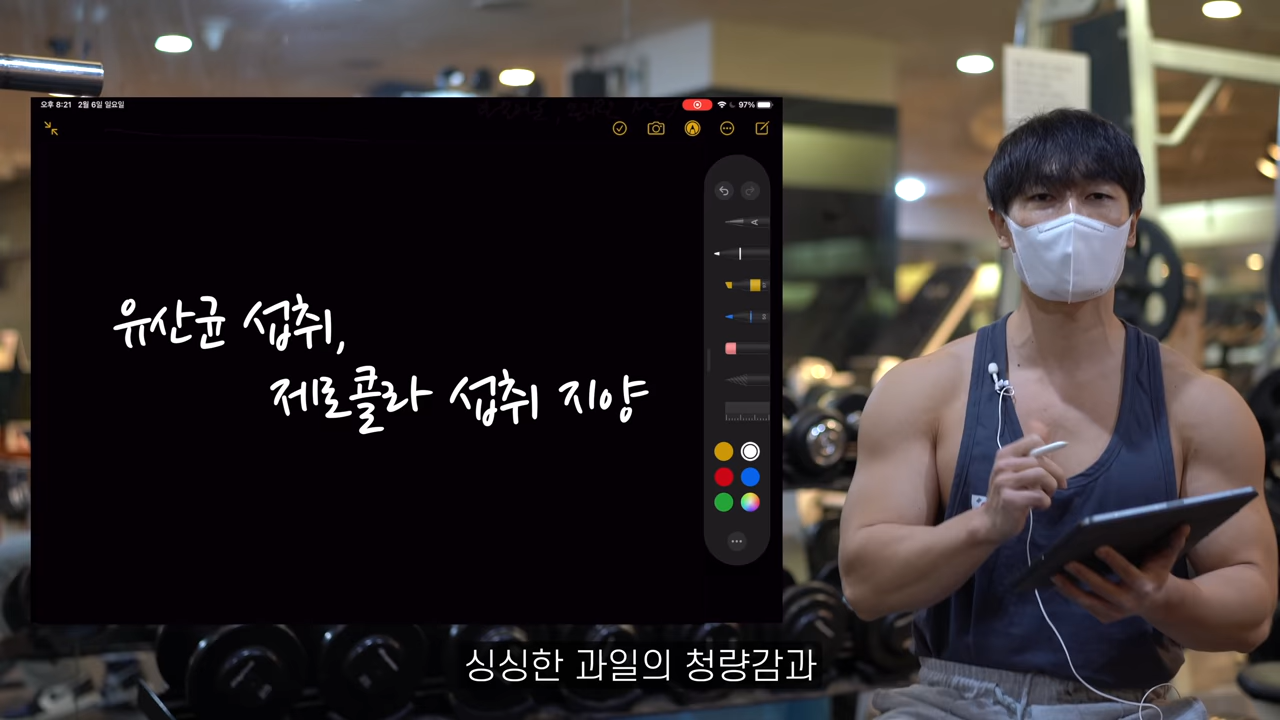 오후 8:21 2월 6일 일요일
97%
유산균 섭취,
제로콜라 섭취 지양
싱싱한 과일의 청량감과